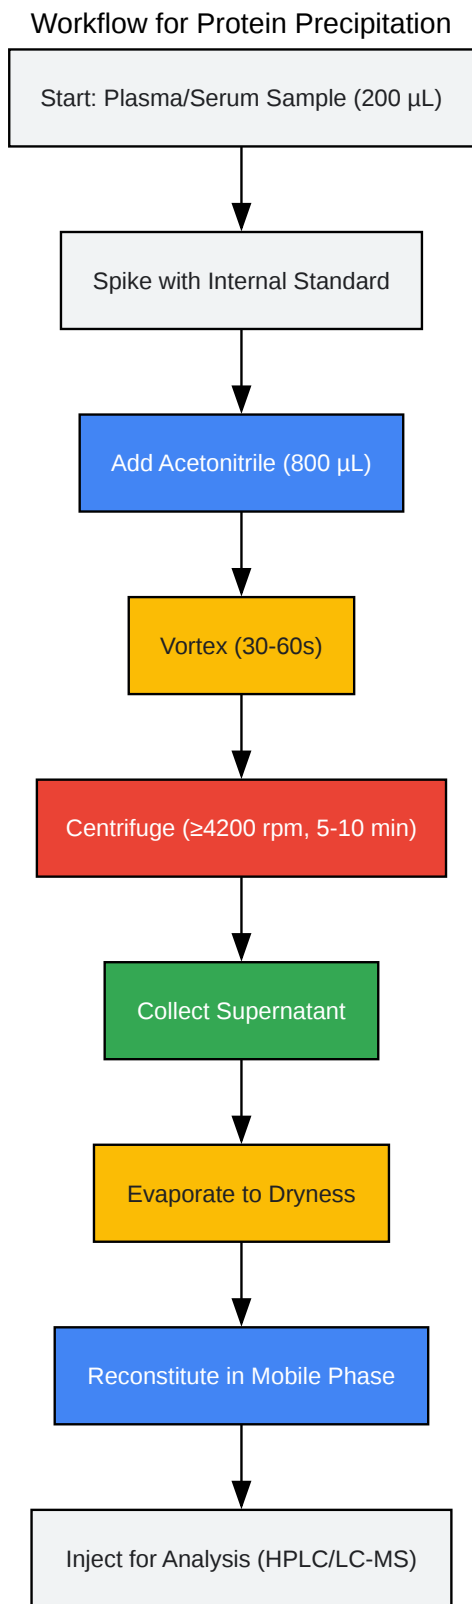 Workflow for Protein Precipitation
Start: Plasma/Serum Sample (200 µL)
Spike with Internal Standard
Add Acetonitrile (800 µL)
Vortex (30-60s)
Centrifuge (≥4200 rpm, 5-10 min)
Collect Supernatant
Evaporate to Dryness
Reconstitute in Mobile Phase
Inject for Analysis (HPLC/LC-MS)